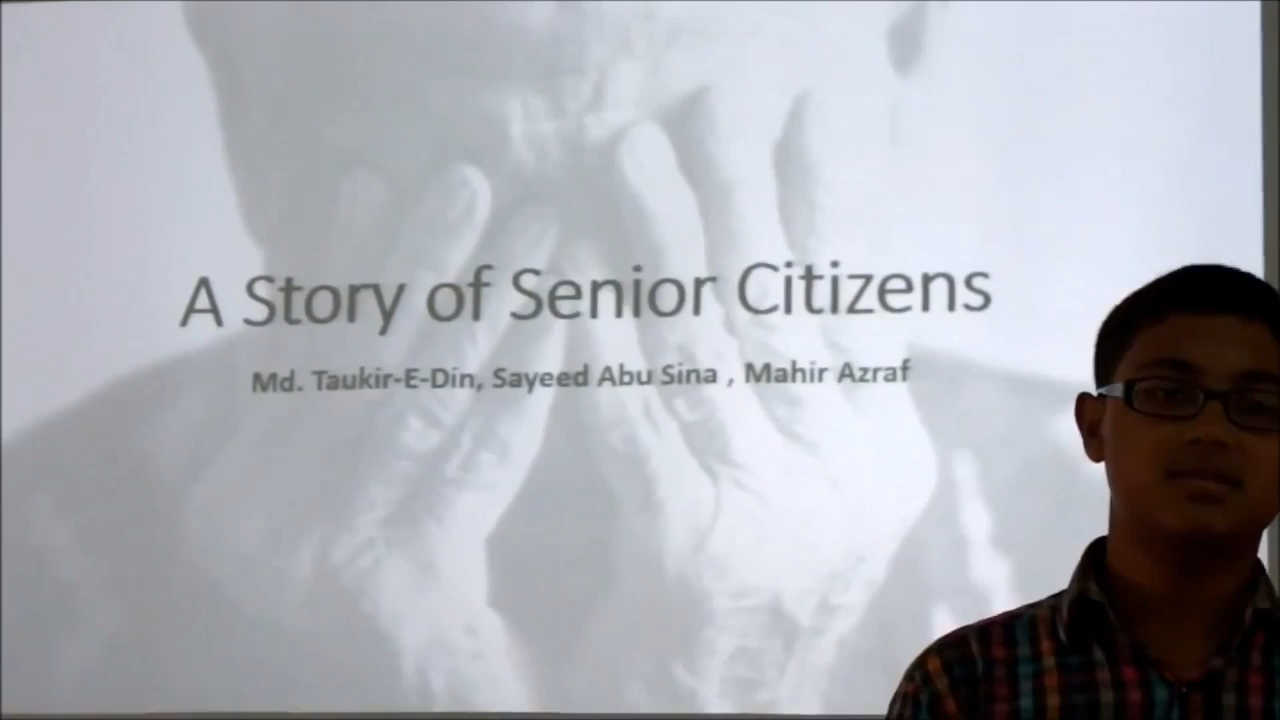 A Story of Senior Citizens
Md. Taukir-E-Din, Sayeed Abu Sina , Mahir Azraf